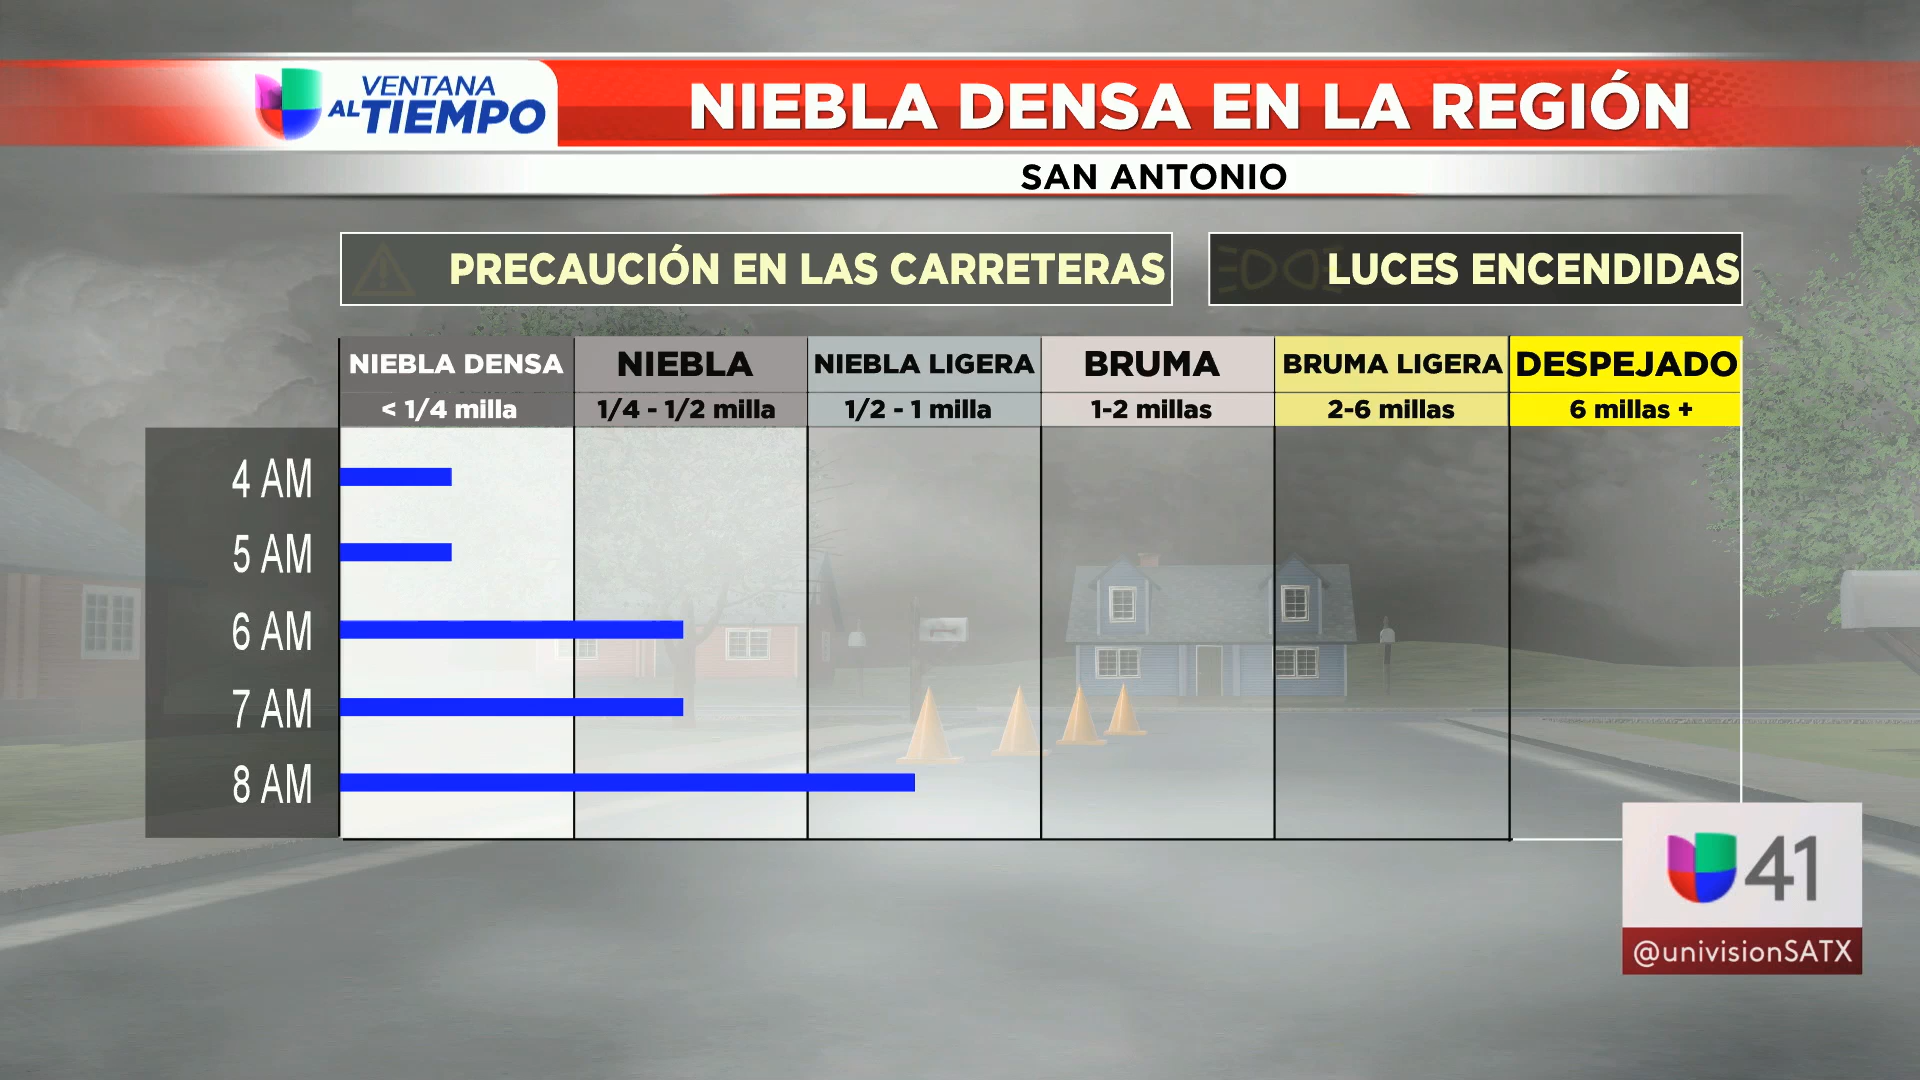 VENTANA
AL TIEMPO
NIEBLA DENSA EN LA REGIÓN
SAN ANTONIO
PRECAUCIÓN EN LAS CARRETERAS
LUCES ENCENDIDAS
NIEBLA DENSA
NIEBLA
NIEBLA LIGERA
BRUMA
BRUMA LIGERA
DESPEJADO
< 1/4 milla
1/4 - 1/2 milla
1/2 - 1 milla
1-2 millas
2-6 millas
6 millas +
4 AM
5 AM
6 AM
7 AM
8 AM
41
@univisionSATX